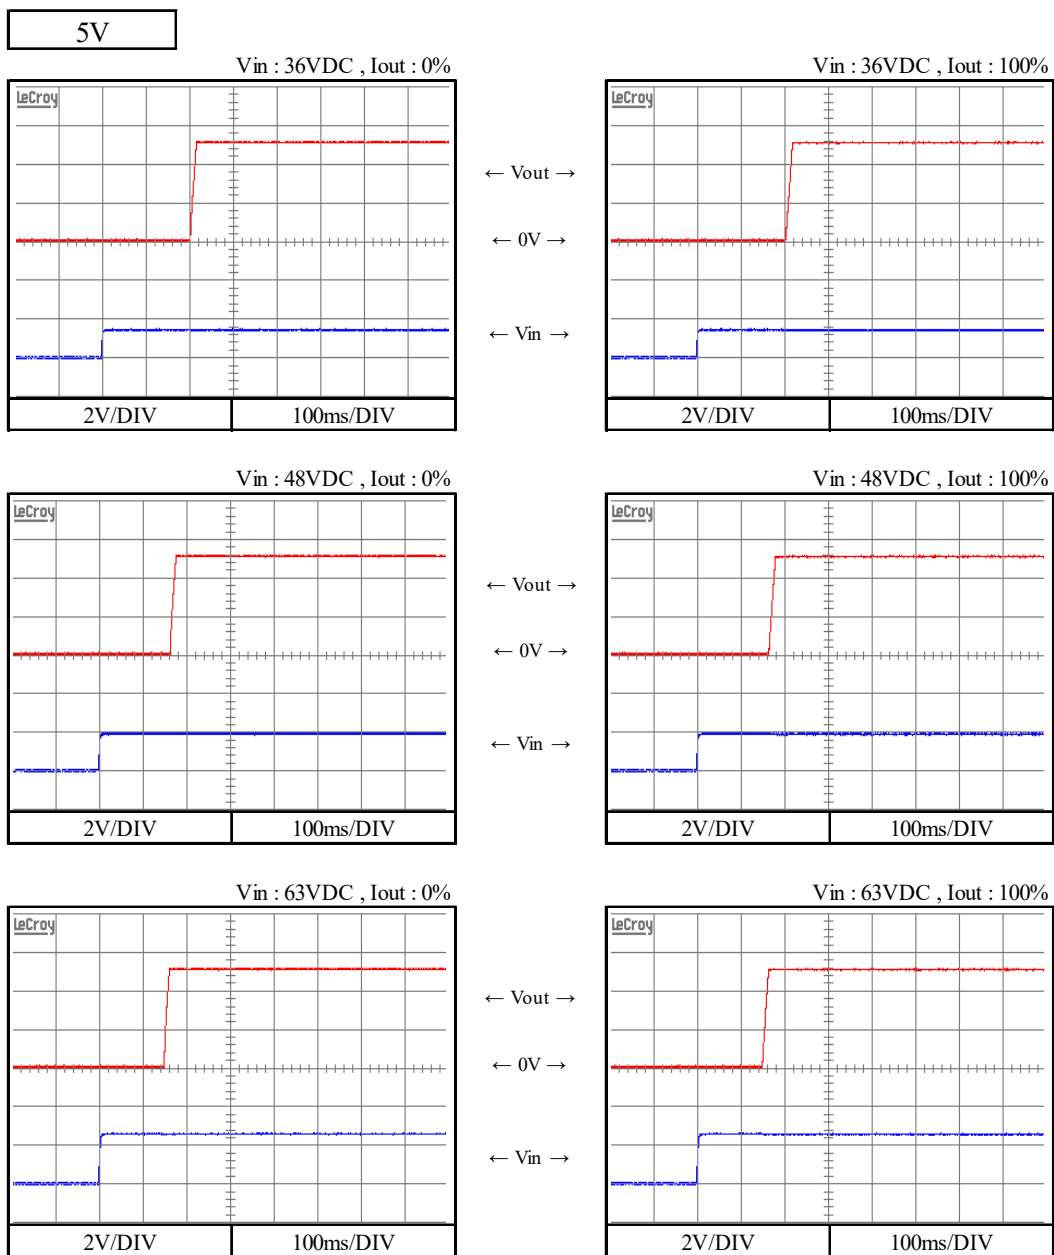 5V
Vin : 36VDC , Iout : 0%
Vin : 36VDC , Iout : 100%
LeCroy
LeCroy
← Vout →
← 0V →
← Vin →
2V/DIV
100ms/DIV
2V/DIV
100ms/DIV
Vin : 48VDC , Iout : 0%
Vin : 48VDC , Iout : 100%
LeCroy
LeCroy
← Vout →
← 0V →
← Vin →
2V/DIV
100ms/DIV
2V/DIV
100ms/DIV
Vin : 63VDC , Iout : 0%
Vin : 63VDC , Iout : 100%
LeCroy
LeCroy
← Vout →
← 0V →
← Vin →
2V/DIV
100ms/DIV
2V/DIV
100ms/DIV